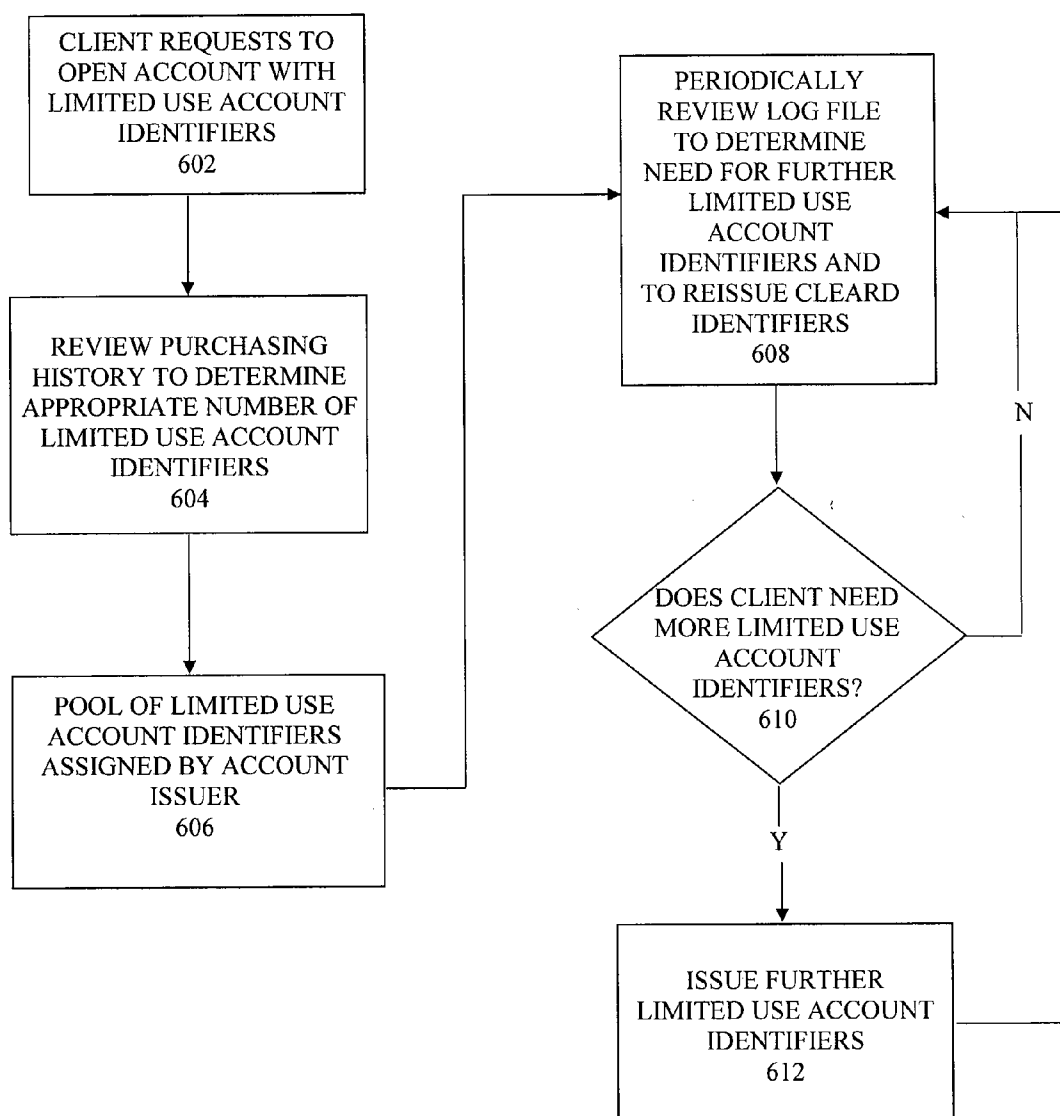 CLIENT REQUESTS TO
OPEN ACCOUNT WITH
LIMITED USE ACCOUNT
IDENTIFIERS
602
REVIEW PURCHASING
HISTORY TO DETERMINE
APPROPRIATE NUMBER OF
LIMITED USE ACCOUNT
IDENTIFIERS
604
POOL OF LIMITED USE
ACCOUNT IDENTIFIERS
ASSIGNED BY ACCOUNT
ISSUER
606
PERIODICALLY
REVIEW LOG FILE
TO DETERMINE
NEED FOR FURTHER
LIMITED USE
ACCOUNT
IDENTIFIERS AND
TO REISSUE CLEARD
IDENTIFIERS
608
N
DOES CLIENT NEED
MORE LIMITED USE
ACCOUNT
IDENTIFIERS?
610
Y
ISSUE FURTHER
LIMITED USE ACCOUNT
IDENTIFIERS
612